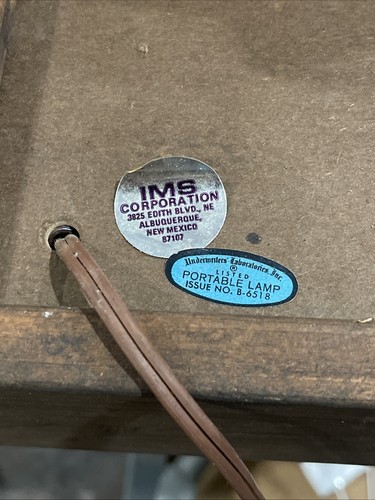 IMS
CORPORATION
3825 EDITH BLVD., NE
ALBUQUERQUE,
NEW MEXICO
87107
Underwriters' Laboratories, Inc.
®
LISTED
PORTABLE LAMP
ISSUE NO. B-6518